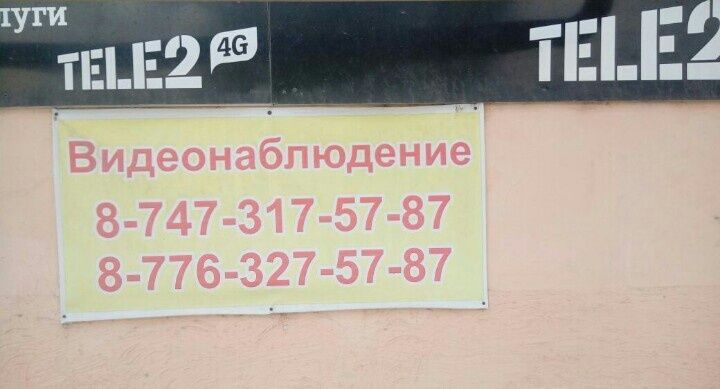 луги
TELE2 4G
TELE2
Видеонаблюдение
8-747-317-57-87
8-776-327-57-87